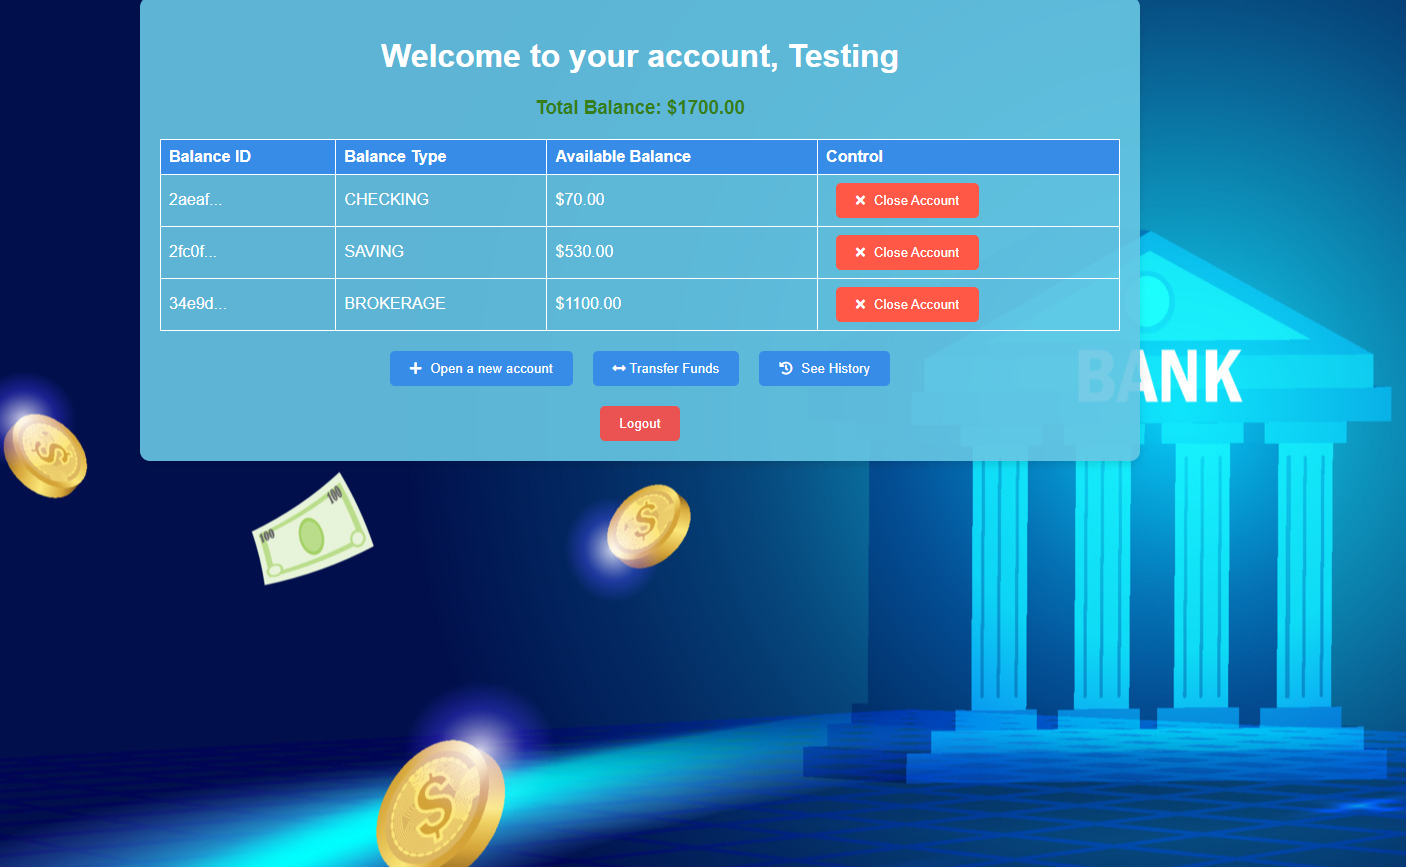 Welcome to your account, Testing
Total Balance: $1700.00
Balance ID Balance Type Available Balance Control
2aeaf... CHECKING $70.00 Close Account
2fc0f... SAVING $530.00 Close Account
34e9d... BROKERAGE $1100.00 Close Account
Open a new account Transfer Funds See History
BANK
Logout
$
100
100
$
$